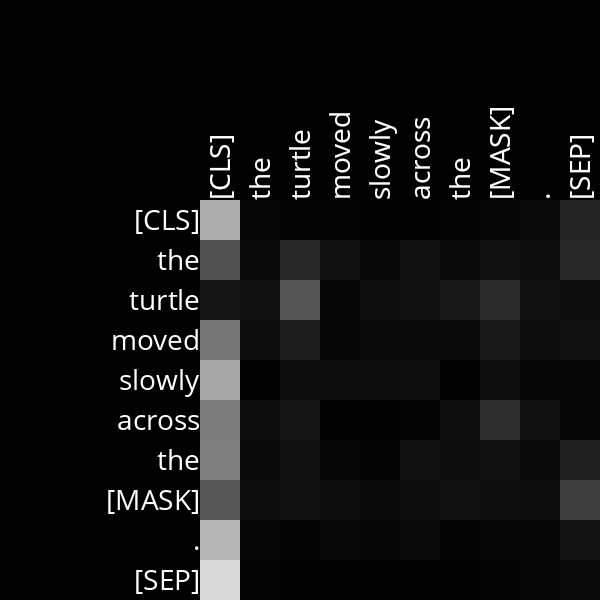 [CLS] the turtle moved slowly across the [MASK] . [SEP]
[CLS]
the
turtle
moved
slowly
across
the
[MASK]
.
[SEP]